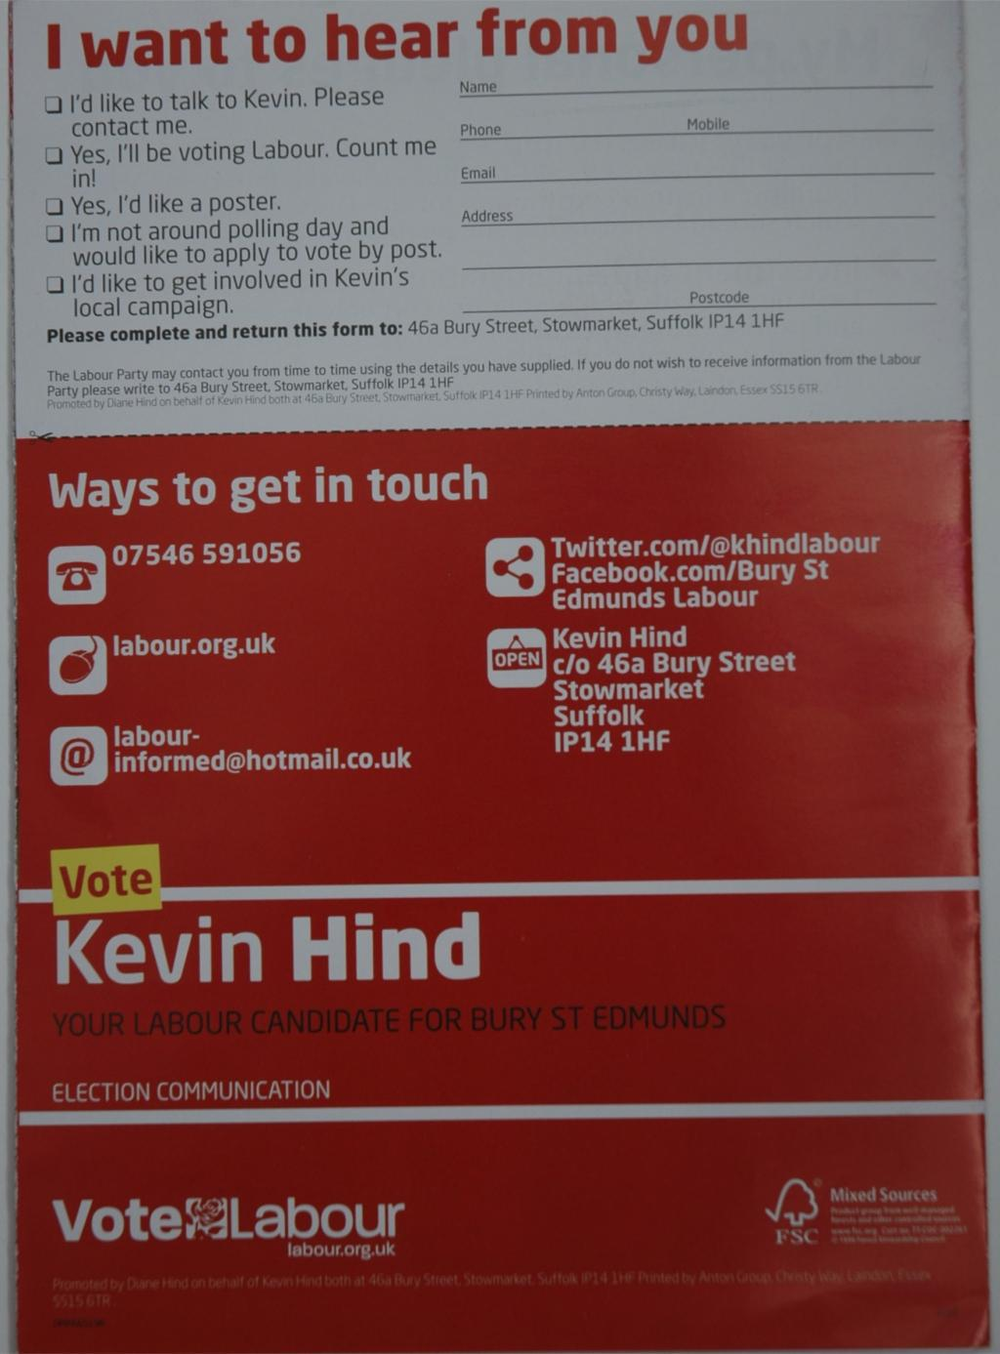 I want to hear from you
❏ I'd like to talk to Kevin. Please
contact me.
❏ Yes, I'll be voting Labour. Count me
in!
❏ Yes, I'd like a poster.
❏ I'm not around polling day and
would like to apply to vote by post.
❏ I'd like to get involved in Kevin's
local campaign.
Name
Phone Mobile
Email
Address
Postcode
Please complete and return this form to: 46a Bury Street, Stowmarket, Suffolk IP14 1HF
The Labour Party may contact you from time to time using the details you have supplied. If you do not wish to receive information from the Labour
Party please write to 46a Bury Street, Stowmarket, Suffolk IP14 1HF
Promoted by Diane Hind on behalf of Kevin Hind both at 46a Bury Street, Stowmarket, Suffolk IP14 1HF Printed by Anton Group, Christy Way, Laindon, Essex SS15 6TR.
Ways to get in touch
07546 591056
labour.org.uk
labour-
informed@hotmail.co.uk
Twitter.com/@khindlabour
Facebook.com/Bury St
Edmunds Labour
OPEN
Kevin Hind
c/o 46a Bury Street
Stowmarket
Suffolk
IP14 1HF
Vote
Kevin Hind
YOUR LABOUR CANDIDATE FOR BURY ST EDMUNDS
ELECTION COMMUNICATION
Vote Labour
labour.org.uk
FSC
Mixed Sources
Product group from well-managed
forests and other controlled sources
Promoted by Diane Hind on behalf of Kevin Hind both at 46a Bury Street, Stowmarket, Suffolk IP14 1HF Printed by Anton Group, Christy Way, Laindon, Essex
SS15 6TR.